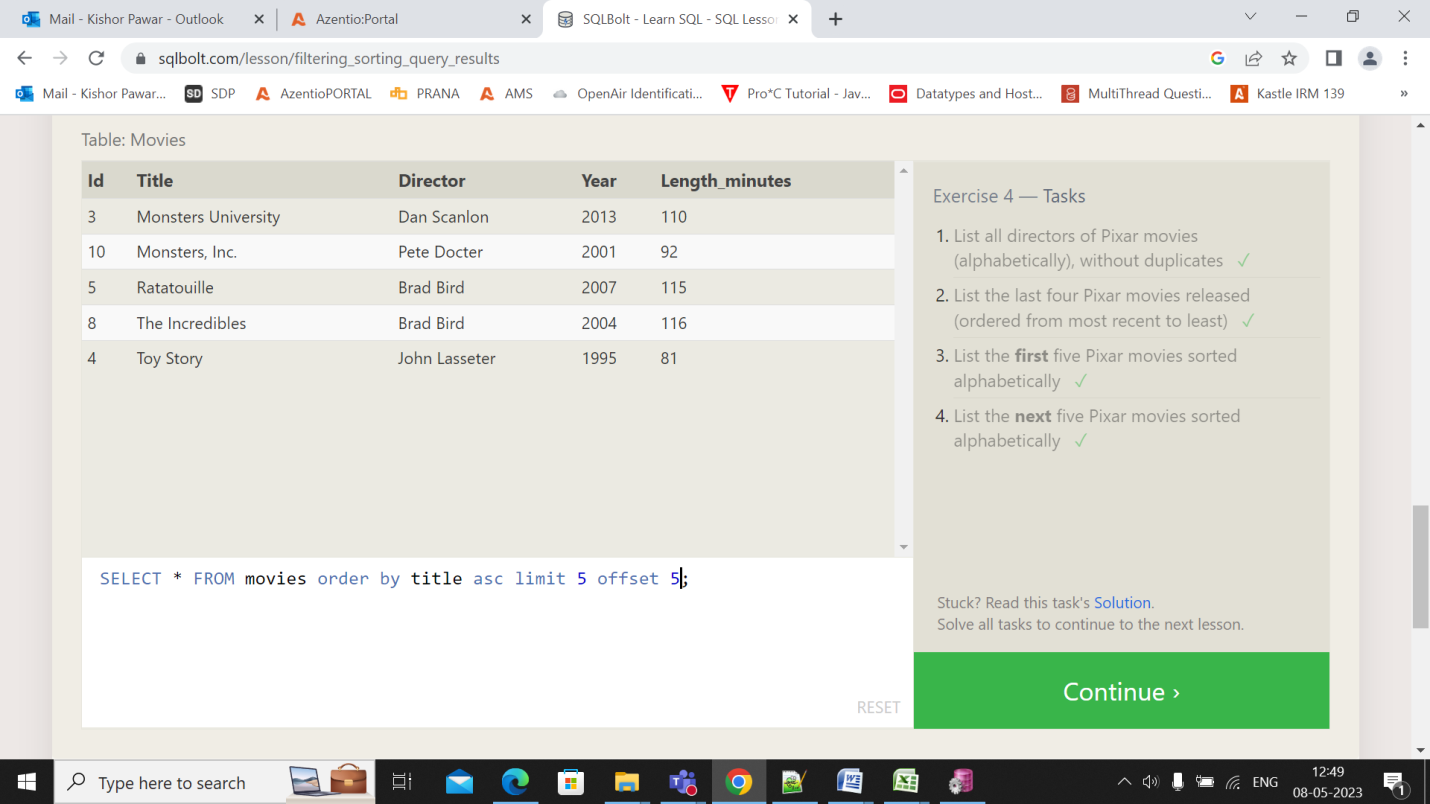 Mail - Kishor Pawar - Outlook
Azentio:Portal
SQLBolt - Learn SQL - SQL Lesson
sqlbolt.com/lesson/filtering_sorting_query_results
Mail - Kishor Pawar... SD SDP AzentioPORTAL PRANA AMS OpenAir Identificati... Pro*C Tutorial - Jav... Datatypes and Host... MultiThread Questi... Kastle IRM 139 »
Table: Movies
Id Title Director Year Length_minutes
3 Monsters University Dan Scanlon 2013 110
10 Monsters, Inc. Pete Docter 2001 92
5 Ratatouille Brad Bird 2007 115
8 The Incredibles Brad Bird 2004 116
4 Toy Story John Lasseter 1995 81
SELECT * FROM movies order by title asc limit 5 offset 5;
RESET
Exercise 4 — Tasks
1. List all directors of Pixar movies
(alphabetically), without duplicates ✓
2. List the last four Pixar movies released
(ordered from most recent to least) ✓
3. List the first five Pixar movies sorted
alphabetically ✓
4. List the next five Pixar movies sorted
alphabetically ✓
Stuck? Read this task's Solution.
Solve all tasks to continue to the next lesson.
Continue ›
Type here to search
ENG
12:49
08-05-2023
1